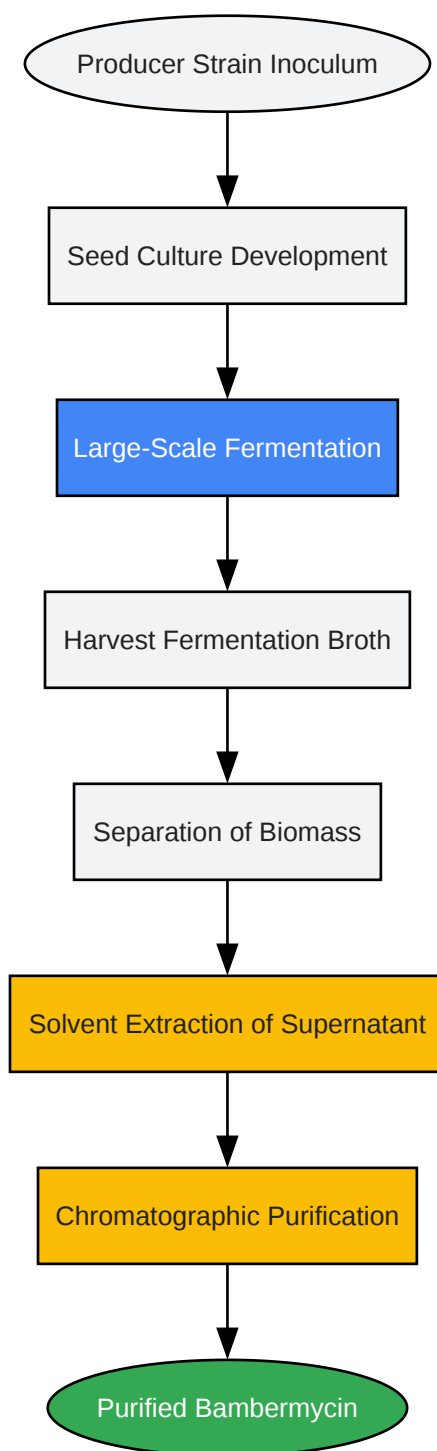 Producer Strain Inoculum
Seed Culture Development
Large-Scale Fermentation
Harvest Fermentation Broth
Separation of Biomass
Solvent Extraction of Supernatant
Chromatographic Purification
Purified Bambermycin